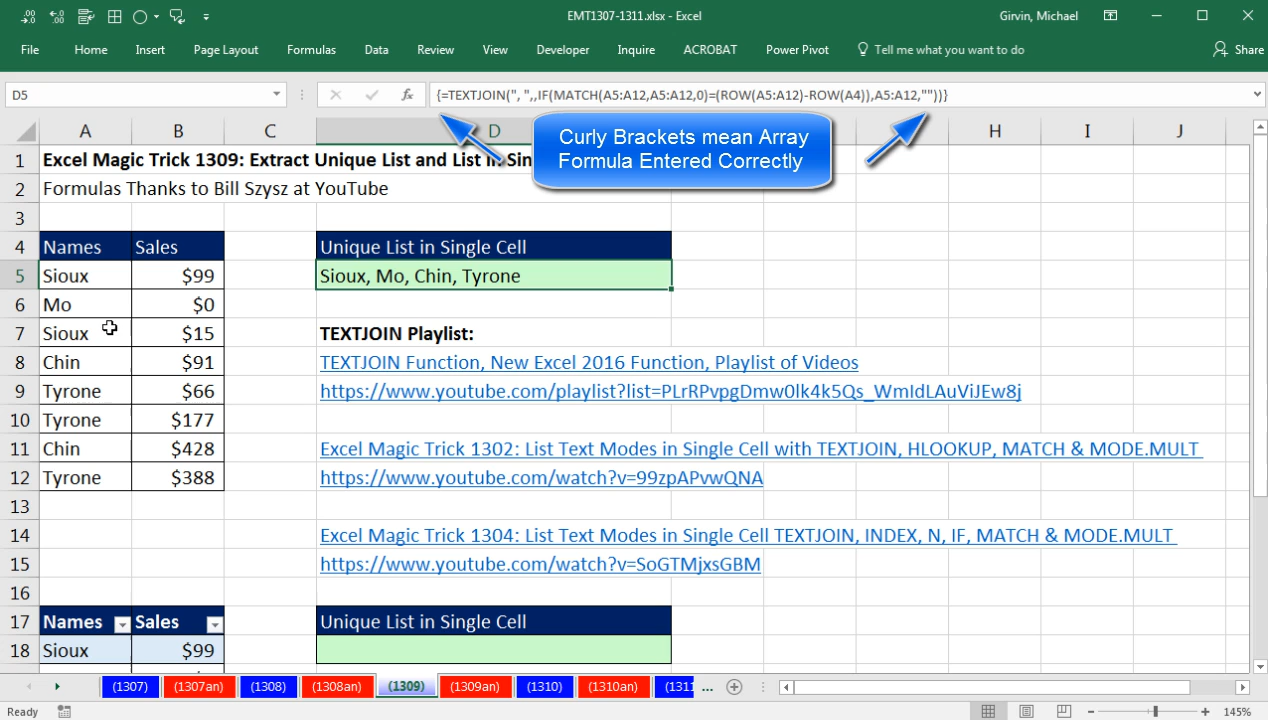 EMT1307-1311.xlsx - Excel
Girvin, Michael
File Home Insert Page Layout Formulas Data Review View Developer Inquire ACROBAT Power Pivot Tell me what you want to do Share
D5 fx {=TEXTJOIN(", ",,IF(MATCH(A5:A12,A5:A12,0)=(ROW(A5:A12)-ROW(A4)),A5:A12,""))}
Curly Brackets mean Array
Formula Entered Correctly
A B C D H I J
1 Excel Magic Trick 1309: Extract Unique List and List in Sin
2 Formulas Thanks to Bill Szysz at YouTube
3
4 Names Sales Unique List in Single Cell
5 Sioux $99 Sioux, Mo, Chin, Tyrone
6 Mo $0
7 Sioux $15 TEXTJOIN Playlist:
8 Chin $91 TEXTJOIN Function, New Excel 2016 Function, Playlist of Videos
9 Tyrone $66 https://www.youtube.com/playlist?list=PLrRPvpgDmw0lk4k5Qs_WmIdLAuViJEw8j
10 Tyrone $177
11 Chin $428 Excel Magic Trick 1302: List Text Modes in Single Cell with TEXTJOIN, HLOOKUP, MATCH & MODE.MULT
12 Tyrone $388 https://www.youtube.com/watch?v=99zpAPvwQNA
13
14 Excel Magic Trick 1304: List Text Modes in Single Cell TEXTJOIN, INDEX, N, IF, MATCH & MODE.MULT
15 https://www.youtube.com/watch?v=SoGTMjxsGBM
16
17 Names Sales Unique List in Single Cell
18 Sioux $99
(1307) (1307an) (1308) (1308an) (1309) (1309an) (1310) (1310an) (1311 ...
Ready 145%